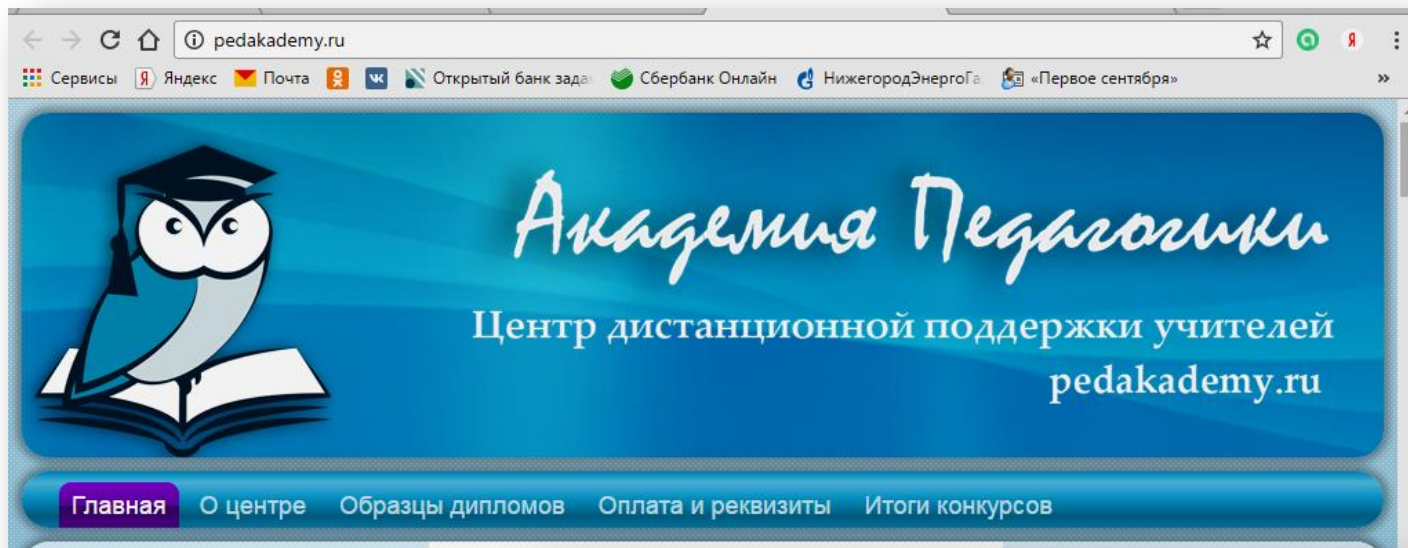 pedakademy.ru
Сервисы Яндекс Почта Открытый банк зада Сбербанк Онлайн НижегородЭнергоГа «Первое сентября» »
Академия Педагогики
Центр дистанционной поддержки учителей
pedakademy.ru
Главная О центре Образцы дипломов Оплата и реквизиты Итоги конкурсов